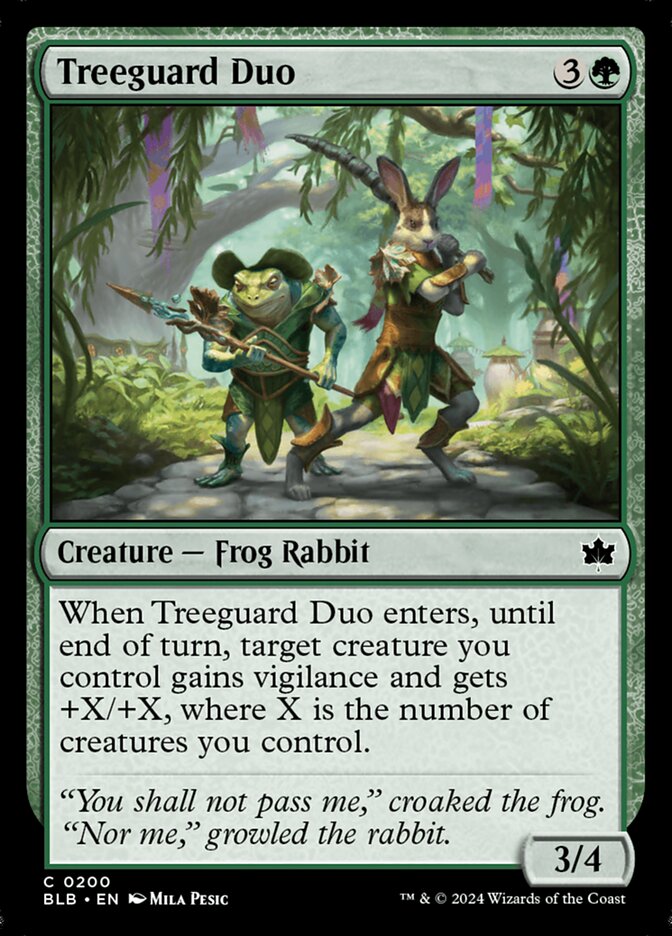 Treeguard Duo 3
Creature — Frog Rabbit
When Treeguard Duo enters, until
end of turn, target creature you
control gains vigilance and gets
+X/+X, where X is the number of
creatures you control.
“You shall not pass me,” croaked the frog.
“Nor me,” growled the rabbit.
3/4
C 0200
BLB • EN Mila Pesic
™ & © 2024 Wizards of the Coast